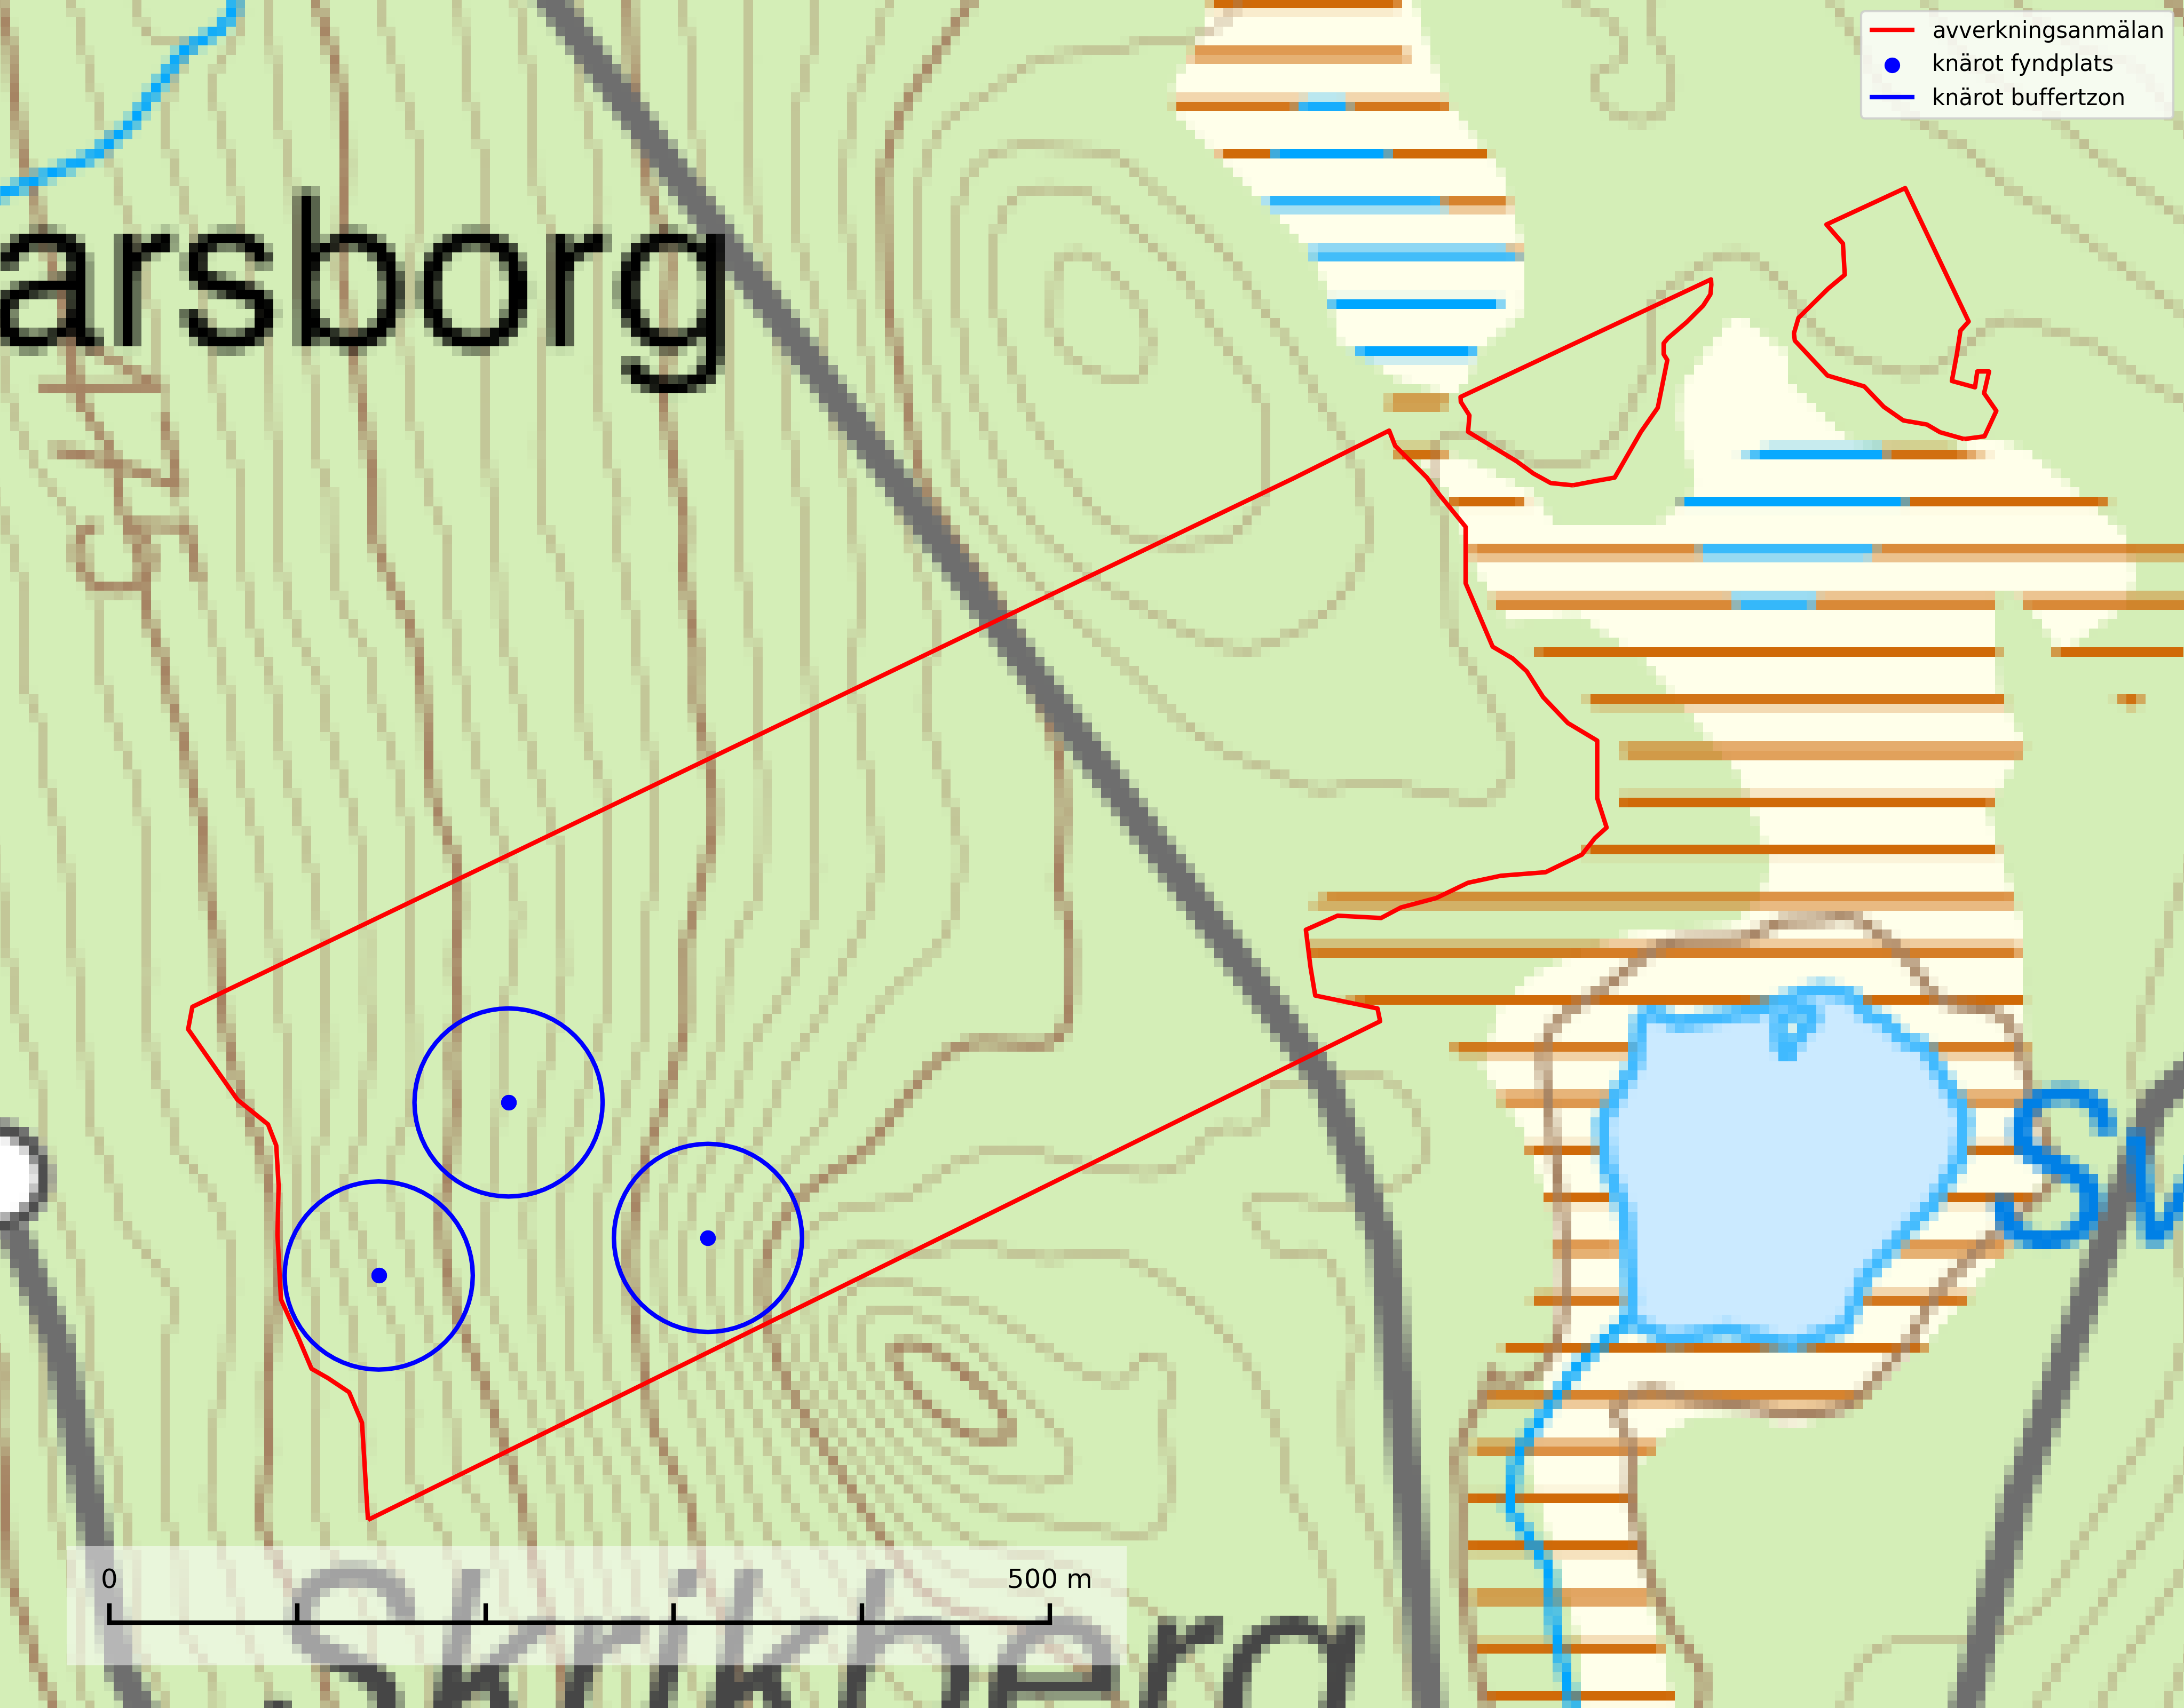 avverkningsanmälan
knärot fyndplats
knärot buffertzon
arsborg
0 500 m
Skrikberg